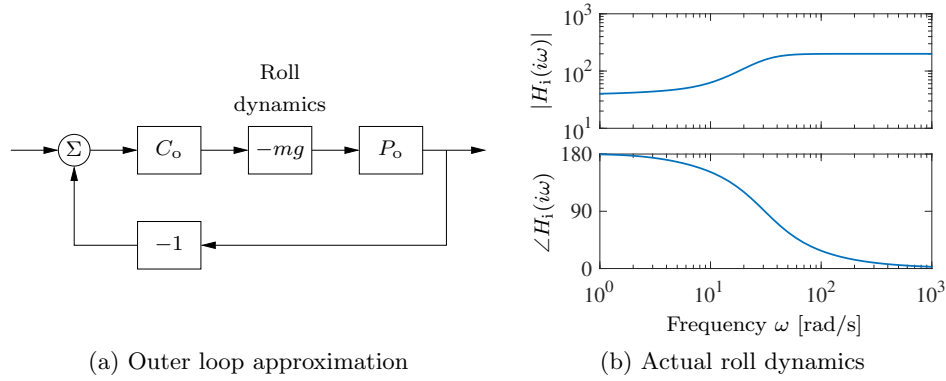 Roll
dynamics
Σ
C_o
−mg
P_o
−1
(a) Outer loop approximation
10^3
10^2
10^1
|H_i(iω)|
180
90
0
∠H_i(iω)
10^0 10^1 10^2 10^3
Frequency ω [rad/s]
(b) Actual roll dynamics